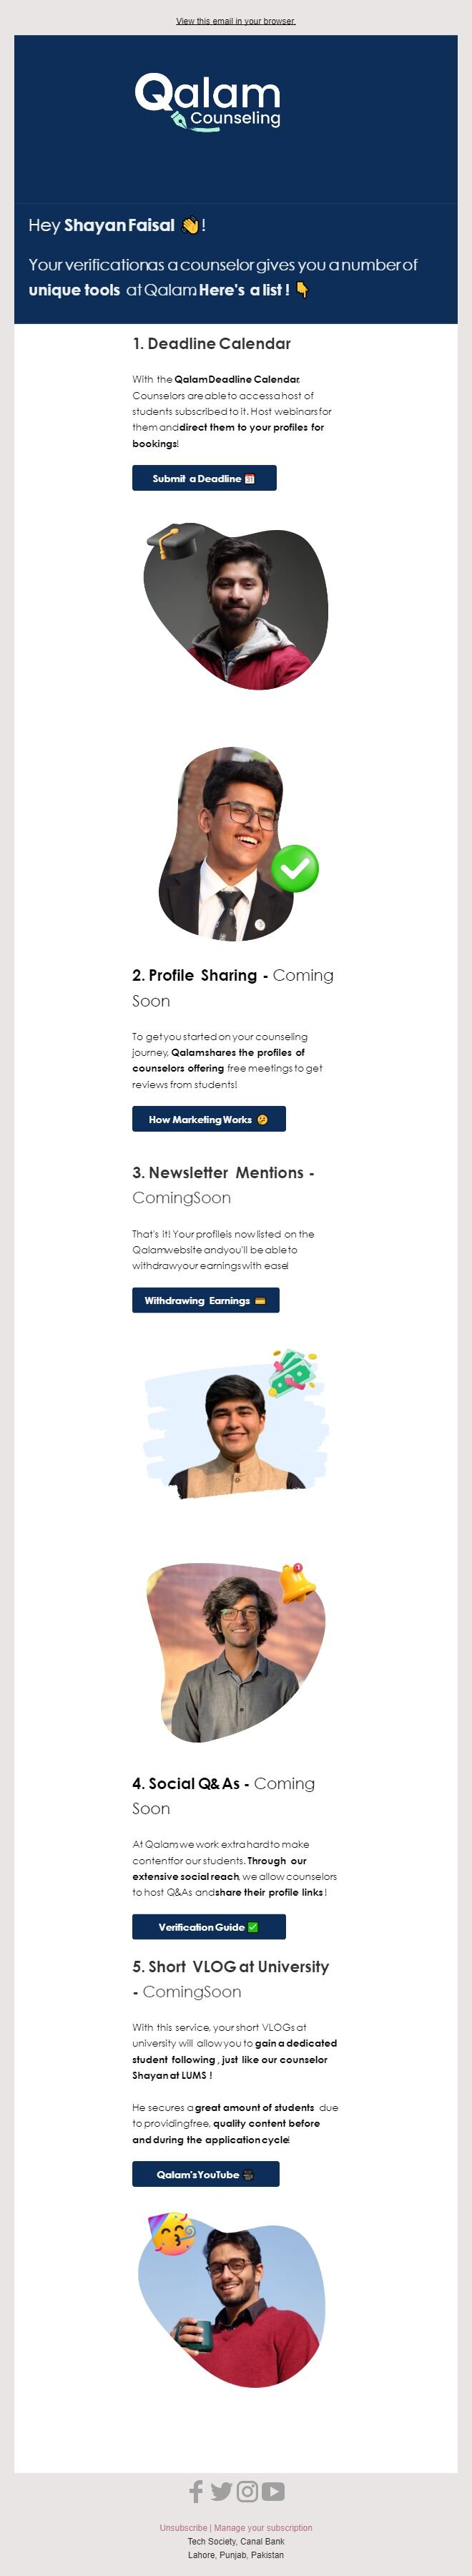 View this email in your browser.
Qalam
Counseling
Hey Shayan Faisal 👋!
Your verification as a counselor gives you a number of
unique tools at Qalam. Here's a list! 👇
1. Deadline Calendar
With the Qalam Deadline Calendar,
Counselors are able to access a host of
students subscribed to it. Host webinars for
them and direct them to your profiles for
bookings!
Submit a Deadline 📅
2. Profile Sharing - Coming
Soon
To get you started on your counseling
journey, Qalam shares the profiles of
counselors offering free meetings to get
reviews from students!
How Marketing Works 🤔
3. Newsletter Mentions -
Coming Soon
That's it! Your profile is now listed on the
Qalam website and you'll be able to
withdraw your earnings with ease!
Withdrawing Earnings 💳
4. Social Q&As - Coming
Soon
At Qalam, we work extra hard to make
content for our students. Through our
extensive social reach, we allow counselors
to host Q&As and share their profile links!
Verification Guide ✅
5. Short VLOG at University
- Coming Soon
With this service, your short VLOGs at
university will allow you to gain a dedicated
student following, just like our counselor
Shayan at LUMS!
He secures a great amount of students due
to providing free, quality content before
and during the application cycle!
Qalam's YouTube 🎬
Unsubscribe | Manage your subscription
Tech Society, Canal Bank
Lahore, Punjab, Pakistan